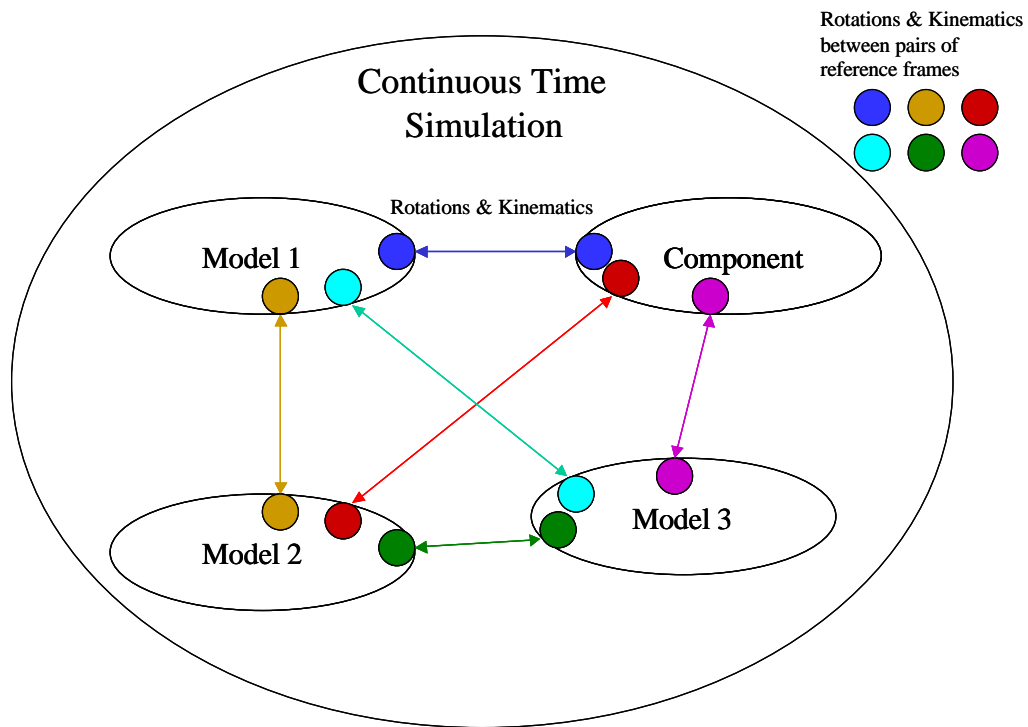 Rotations & Kinematics
between pairs of
reference frames
Continuous Time
Simulation
Rotations & Kinematics
Model 1
Component
Model 2
Model 3